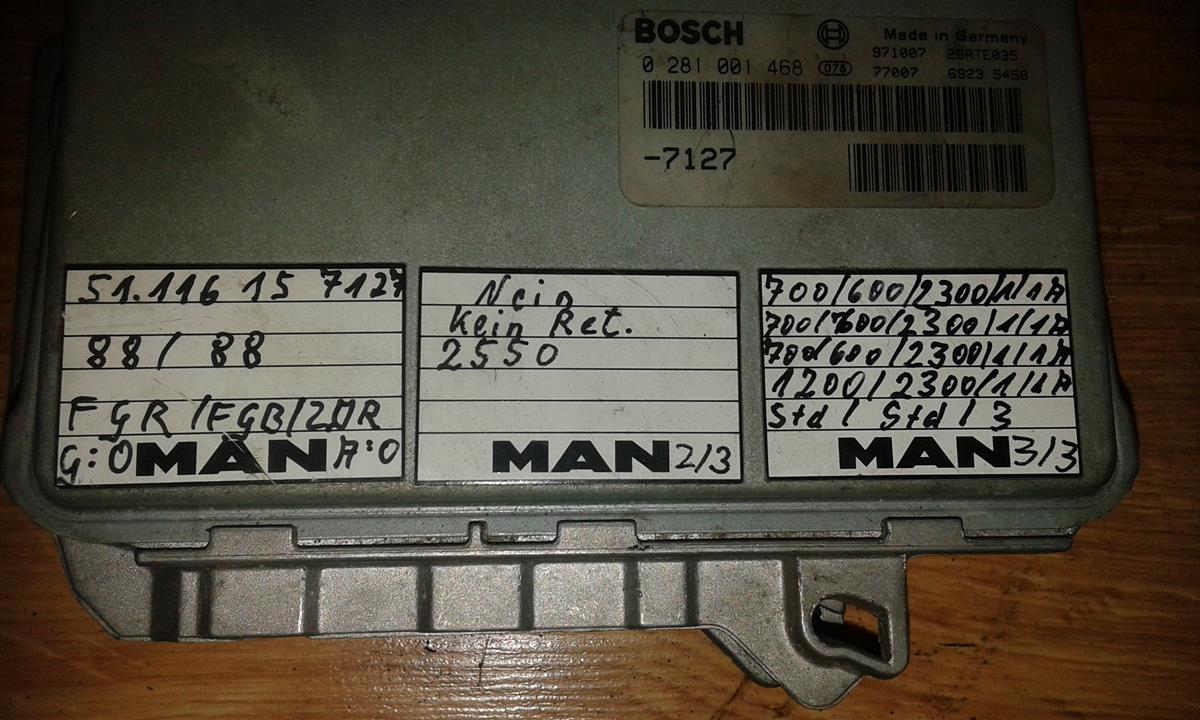 BOSCH
Made in Germany
971007 28RTE035
0 281 001 468 078 77007 6923 5458
-7127
51.116 15 7127
88/ 88
FGR/FGB/ZDR
G:0 MAN A:0
Nein
Kein Ret.
2550
MAN 2/3
700/600/2300/1/1A
700/600/2300/1/1A
700/600/2300/1/1A
1200/2300/1/1A
Std/ Std/ 3
MAN 3/3